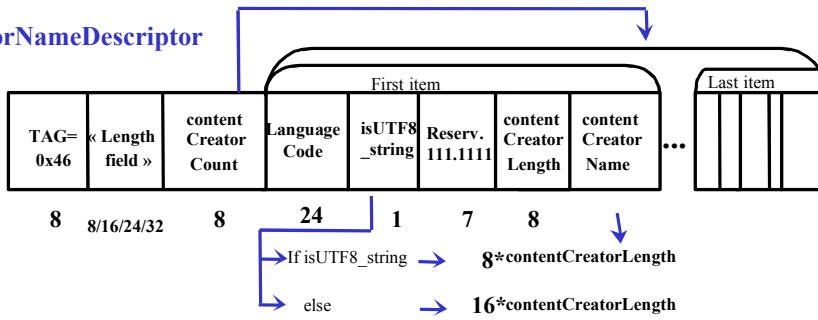 orNameDescriptor
First item
Last item
TAG=
0x46
« Length
field »
content
Creator
Count
Language
Code
isUTF8
_string
Reserv.
111.1111
content
Creator
Length
content
Creator
Name
...
8
8/16/24/32
8
24
1
7
8
If isUTF8_string
8*contentCreatorLength
else
16*contentCreatorLength